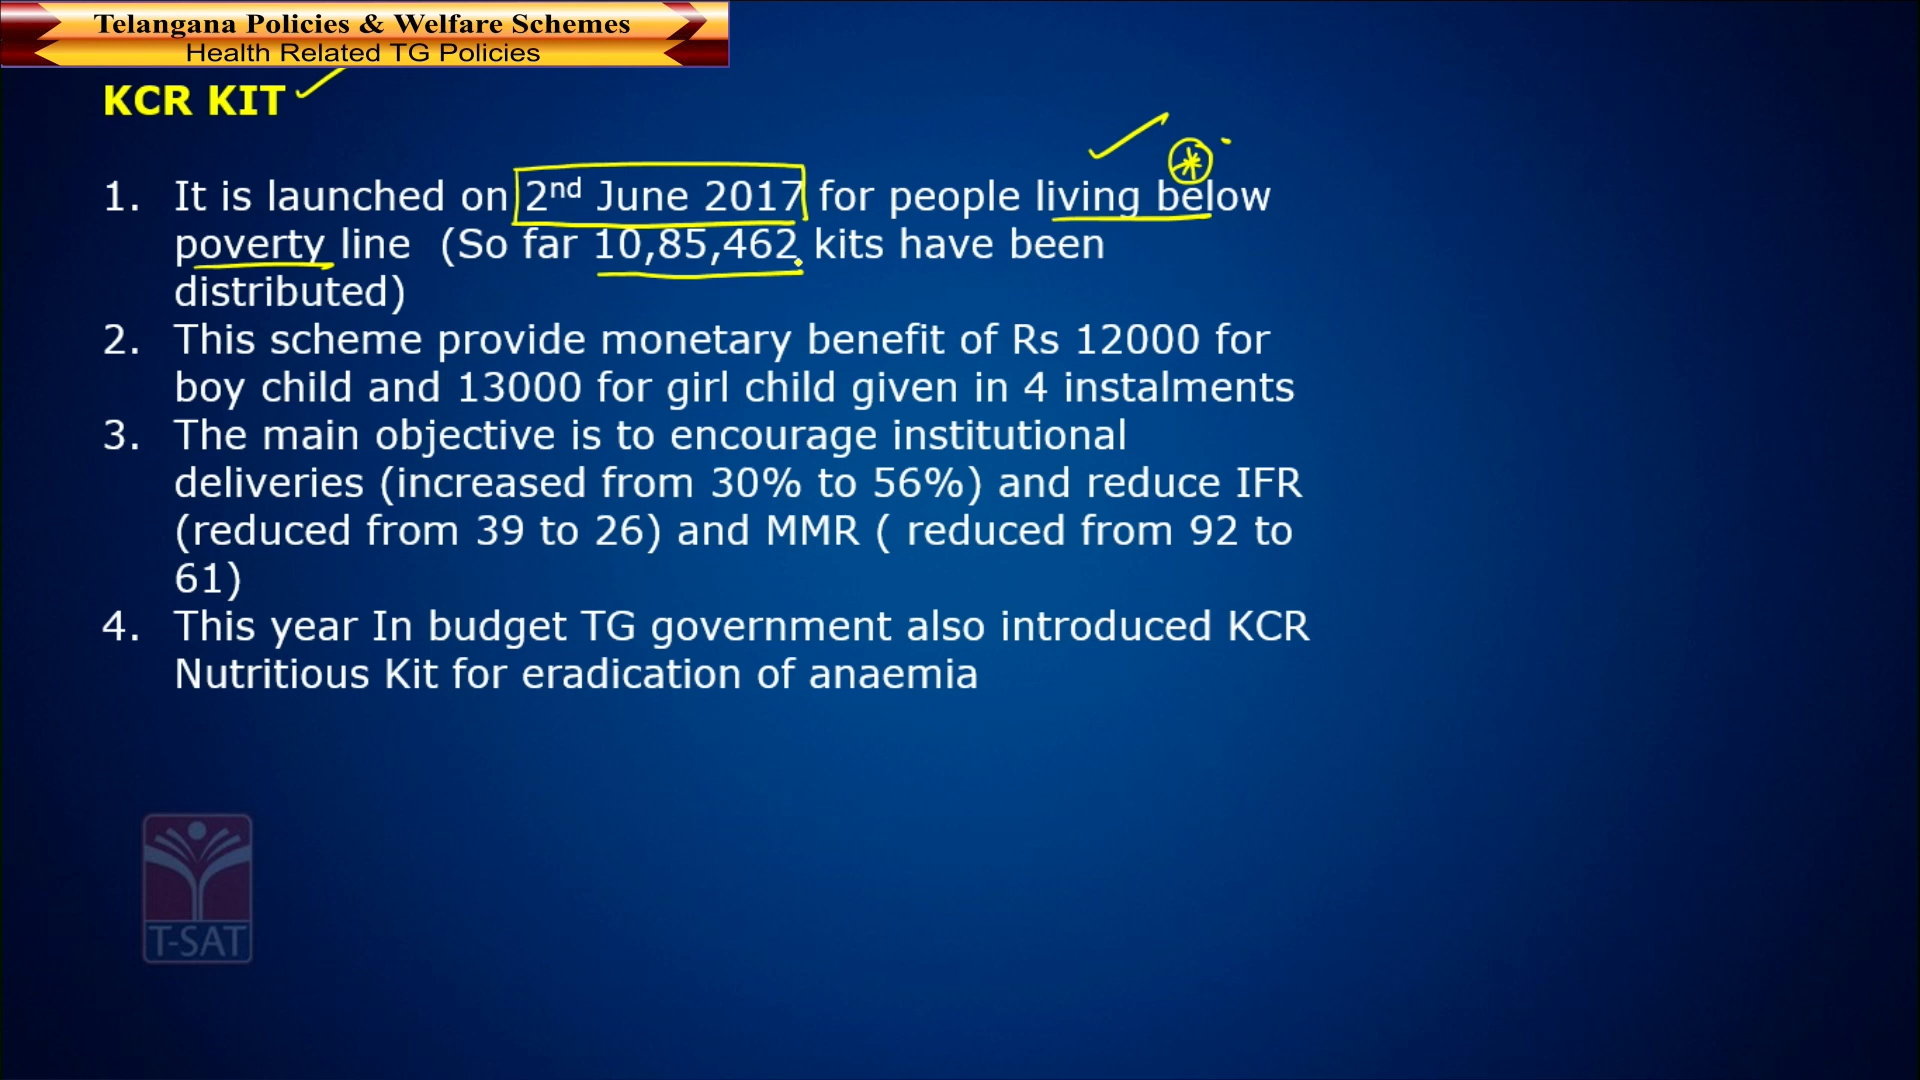 Telangana Policies & Welfare Schemes
Health Related TG Policies
KCR KIT
1. It is launched on 2nd June 2017 for people living below
poverty line (So far 10,85,462 kits have been
distributed)
2. This scheme provide monetary benefit of Rs 12000 for
boy child and 13000 for girl child given in 4 instalments
3. The main objective is to encourage institutional
deliveries (increased from 30% to 56%) and reduce IFR
(reduced from 39 to 26) and MMR ( reduced from 92 to
61)
4. This year In budget TG government also introduced KCR
Nutritious Kit for eradication of anaemia
T-SAT